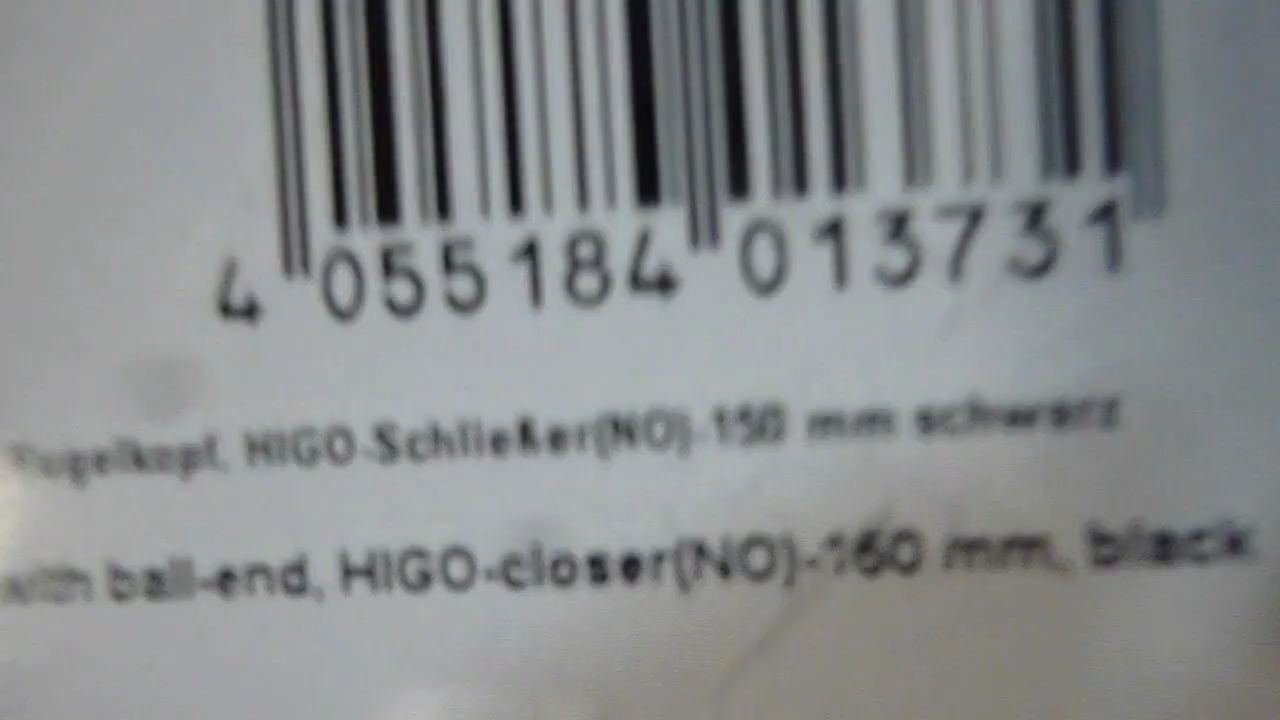 4 055184 013731
Kugelkopf, HIGO-Schließer(NO)-150 mm schwarz
with ball-end, HIGO-closer(NO)-150 mm, black